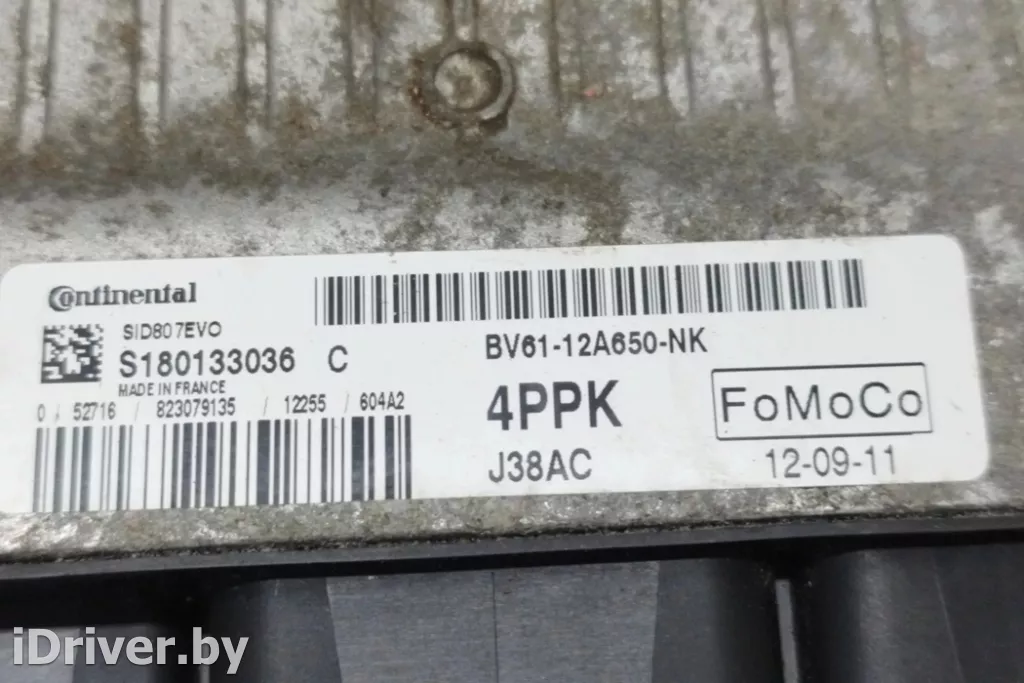 Continental
SID807EVO
S180133036 C
MADE IN FRANCE
0 / 52716 / 823079135 / 12255 / 604A2
BV61-12A650-NK
4PPK
FoMoCo
J38AC
12-09-11
iDriver.by